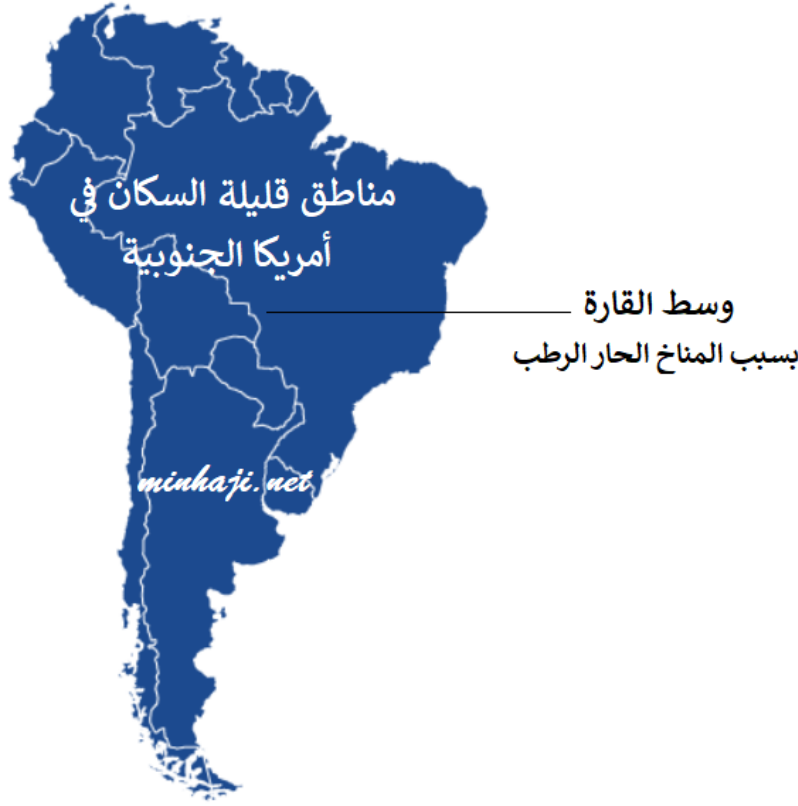 مناطق قليلة السكان في
أمريكا الجنوبية
وسط القارة
بسبب المناخ الحار الرطب
minhaji.net